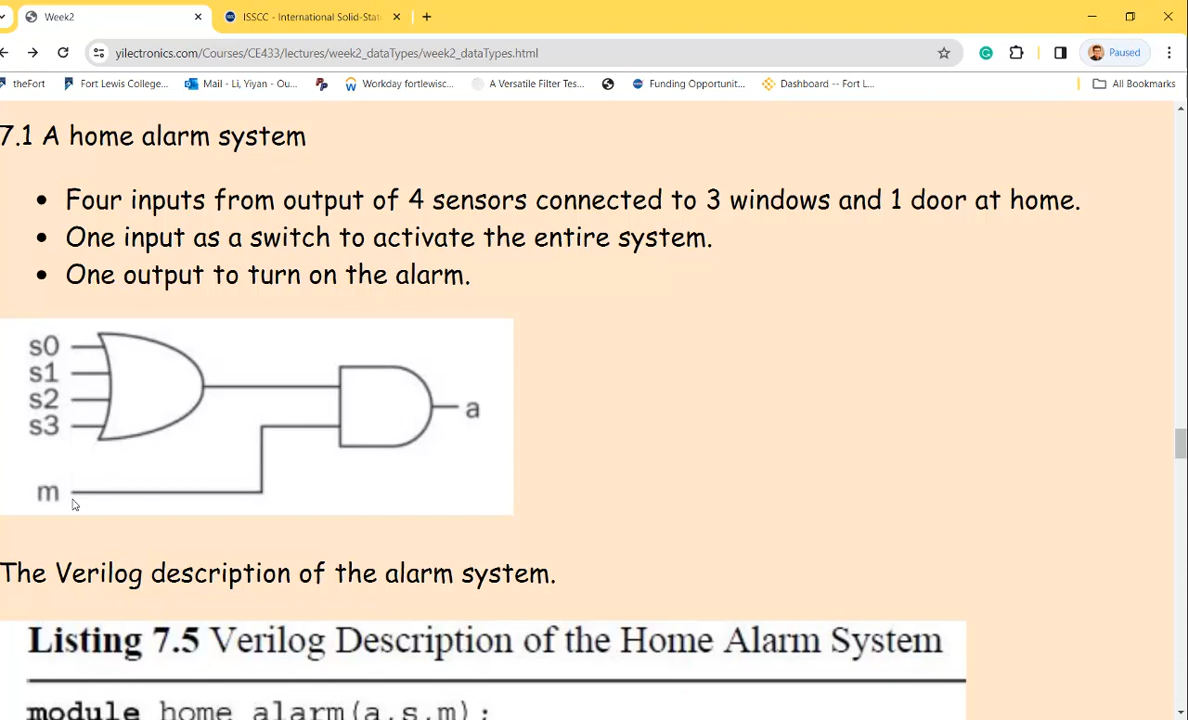 Week2
ISSCC - International Solid-Stat
yilectronics.com/Courses/CE433/lectures/week2_dataTypes/week2_dataTypes.html
Paused
theFort
Fort Lewis College...
Mail - Li, Yiyan - Ou...
Workday fortlewisc...
A Versatile Filter Tes...
Funding Opportunit...
Dashboard -- Fort L...
All Bookmarks
7.1 A home alarm system
• Four inputs from output of 4 sensors connected to 3 windows and 1 door at home.
• One input as a switch to activate the entire system.
• One output to turn on the alarm.
s0
s1
s2
s3
a
m
The Verilog description of the alarm system.
Listing 7.5 Verilog Description of the Home Alarm System
module home_alarm(a,s,m);